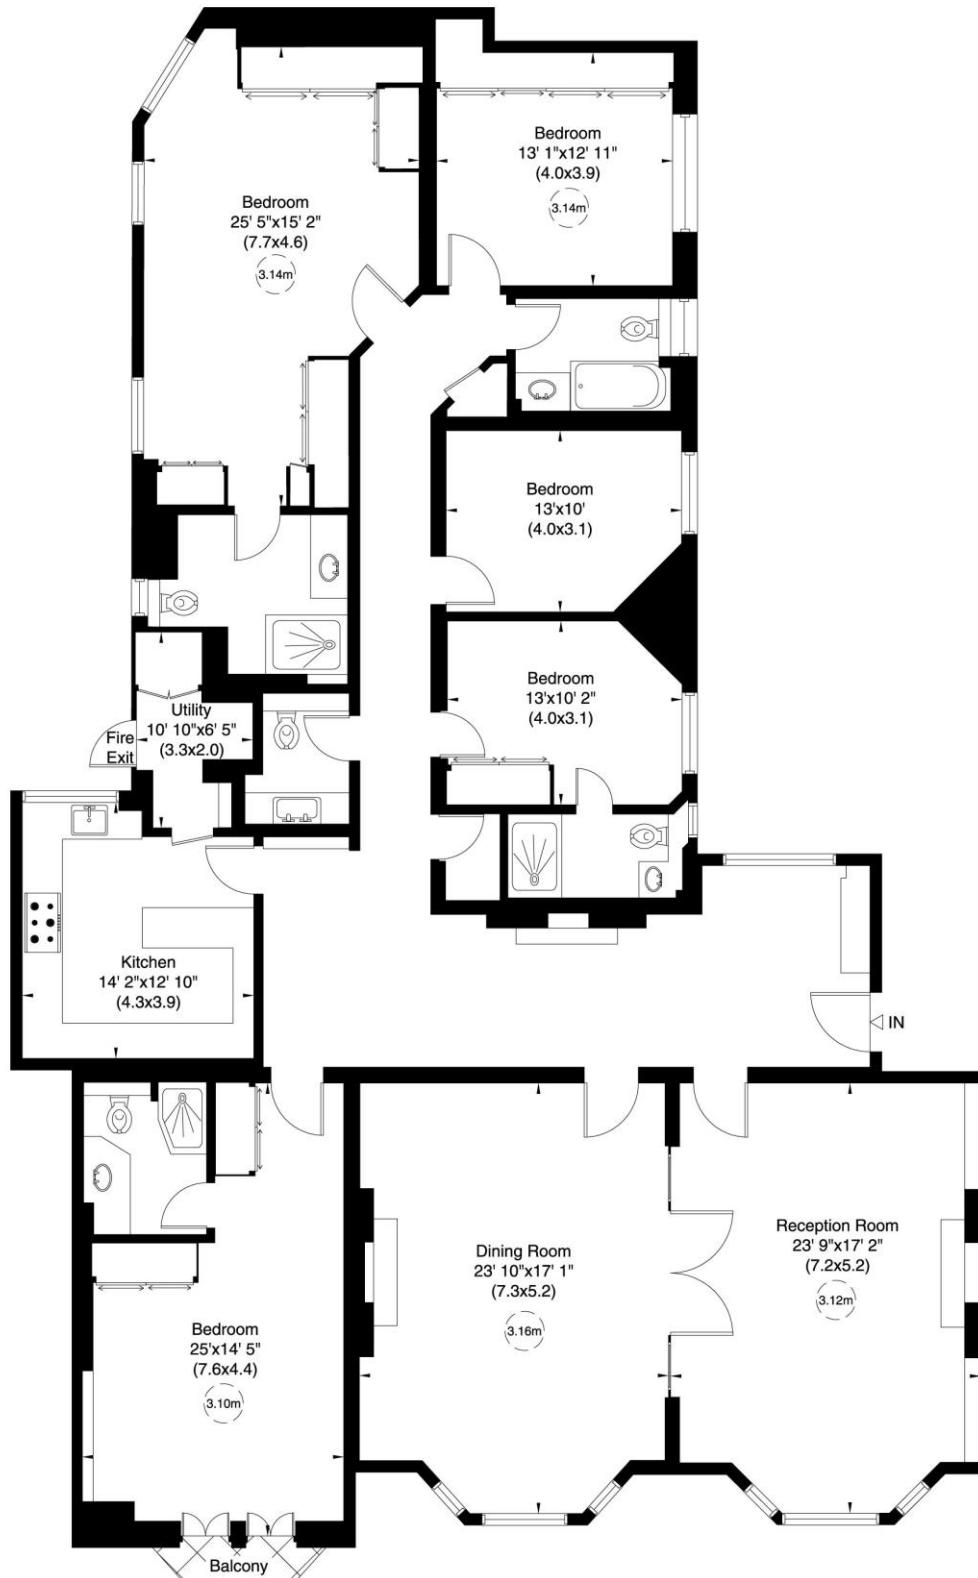 Bedroom
13' 1"x12' 11"
(4.0x3.9)
3.14m
Bedroom
25' 5"x15' 2"
(7.7x4.6)
3.14m
Bedroom
13'x10'
(4.0x3.1)
Bedroom
13'x10' 2"
(4.0x3.1)
Utility
10' 10"x6' 5"
(3.3x2.0)
Fire
Exit
Kitchen
14' 2"x12' 10"
(4.3x3.9)
IN
Reception Room
23' 9"x17' 2"
(7.2x5.2)
3.12m
Dining Room
23' 10"x17' 1"
(7.3x5.2)
3.16m
Bedroom
25'x14' 5"
(7.6x4.4)
3.10m
Balcony